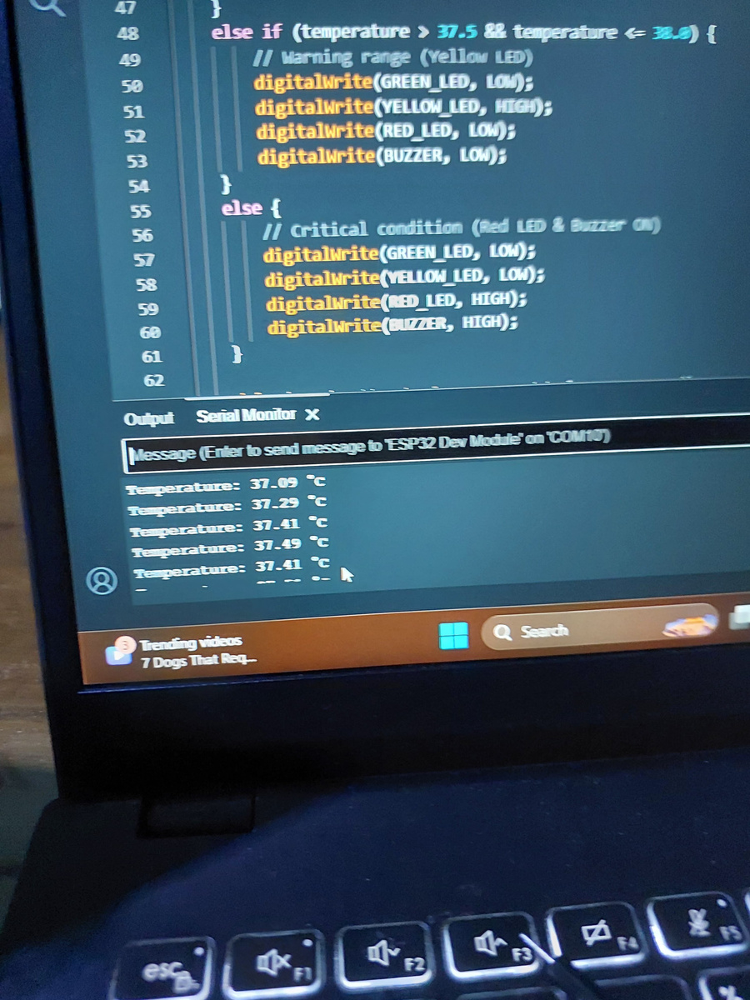 47 }
48 else if (temperature > 37.5 && temperature <= 38.0) {
49 // Warning range (Yellow LED)
50 digitalWrite(GREEN_LED, LOW);
51 digitalWrite(YELLOW_LED, HIGH);
52 digitalWrite(RED_LED, LOW);
53 digitalWrite(BUZZER, LOW);
54 }
55 else {
56 // Critical condition (Red LED & Buzzer ON)
57 digitalWrite(GREEN_LED, LOW);
58 digitalWrite(YELLOW_LED, LOW);
59 digitalWrite(RED_LED, HIGH);
60 digitalWrite(BUZZER, HIGH);
61 }
62
Output Serial Monitor X
Message (Enter to send message to 'ESP32 Dev Module' on 'COM10')
Temperature: 37.09 °C
Temperature: 37.29 °C
Temperature: 37.41 °C
Temperature: 37.49 °C
Temperature: 37.41 °C
3 Trending videos
7 Dogs That Req...
Search
esc F1 F2 F3 F4 F5